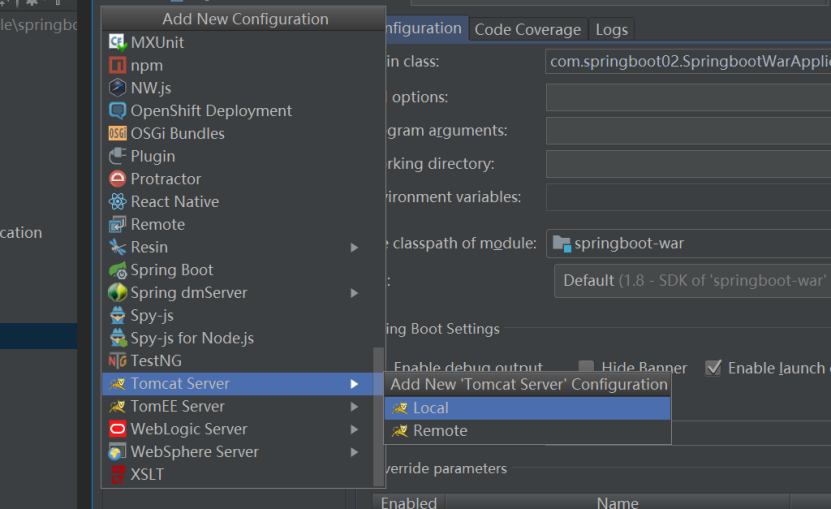 le\springbo
cation
Add New Configuration
MXUnit
npm
NW.js
OpenShift Deployment
OSGi Bundles
Plugin
Protractor
React Native
Remote
Resin
Spring Boot
Spring dmServer
Spy-js
Spy-js for Node.js
TestNG
Tomcat Server
TomEE Server
WebLogic Server
WebSphere Server
XSLT
Add New 'Tomcat Server' Configuration
Local
Remote
nfiguration Code Coverage Logs
in class: com.springboot02.SpringbootWarApplic
options:
gram arguments:
rking directory:
vironment variables:
e classpath of module: springboot-war
Default (1.8 - SDK of 'springboot-war'
ing Boot Settings
Enable debug output Hide Banner Enable launch
verride parameters
Enabled Name